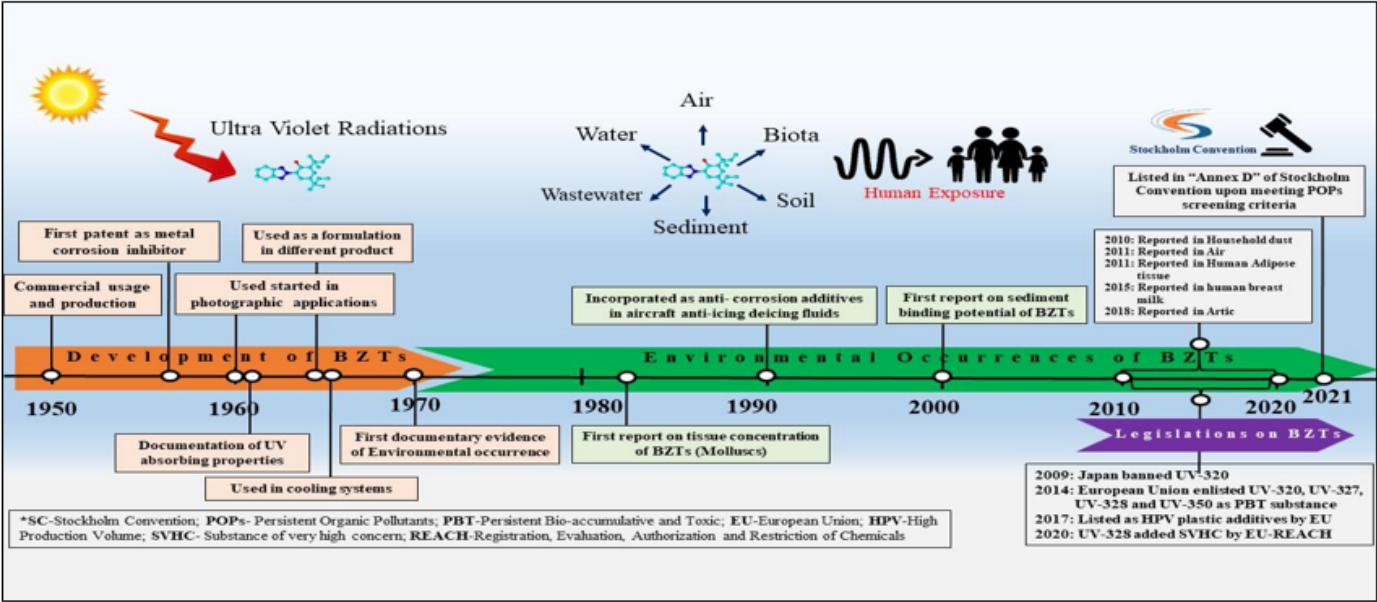 Air
Water
Biota
Ultra Violet Radiations
Wastewater
Soil
Sediment
Human Exposure
Stockholm Convention
Listed in “Annex D” of Stockholm
Convention upon meeting POPs
screening criteria
First patent as metal
corrosion inhibitor
Used as a formulation
in different product
Commercial usage
and production
Used started in
photographic applications
Incorporated as anti- corrosion additives
in aircraft anti-icing deicing fluids
First report on sediment
binding potential of BZTs
2010: Reported in Household dust
2011: Reported in Air
2011: Reported in Human Adipose
tissue
2015: Reported in human breast
milk
2018: Reported in Artic
Development of BZTs
Environmental Occurrences of BZTs
1950
1960
1970
1980
1990
2000
2010
2020
2021
Legislations on BZTs
Documentation of UV
absorbing properties
First documentary evidence
of Environmental occurrence
First report on tissue concentration
of BZTs (Molluscs)
Used in cooling systems
2009: Japan banned UV-320
2014: European Union enlisted UV-320, UV-327,
UV-328 and UV-350 as PBT substance
2017: Listed as HPV plastic additives by EU
2020: UV-328 added SVHC by EU-REACH
*SC-Stockholm Convention; POPs- Persistent Organic Pollutants; PBT-Persistent Bio-accumulative and Toxic; EU-European Union; HPV-High
Production Volume; SVHC- Substance of very high concern; REACH-Registration, Evaluation, Authorization and Restriction of Chemicals